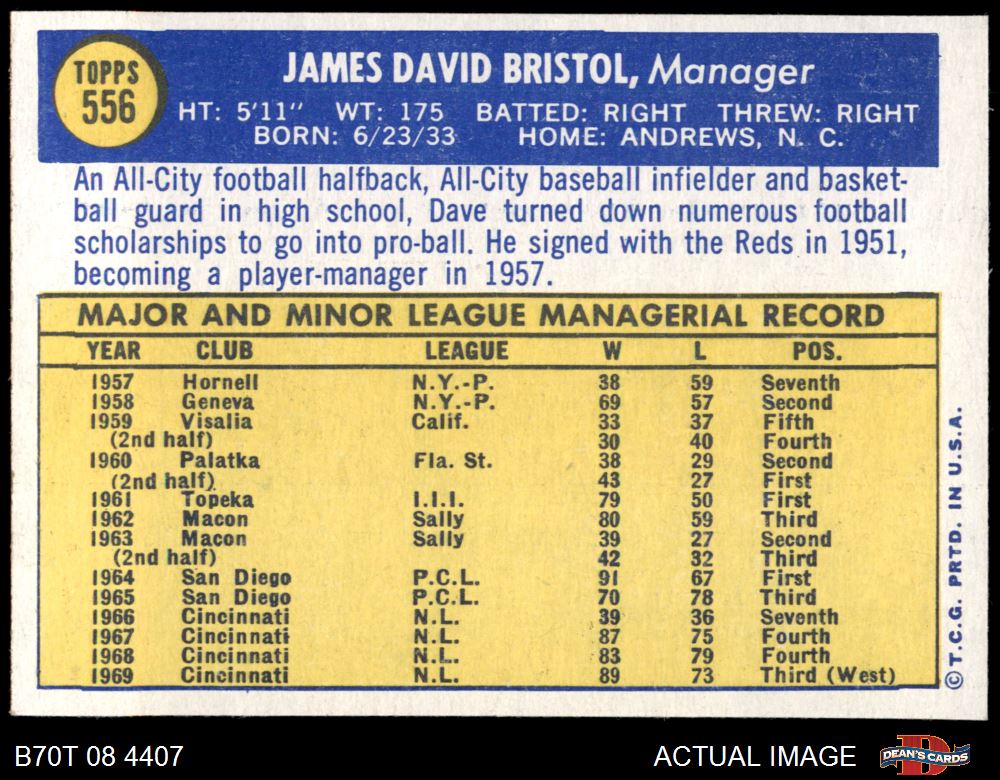 TOPPS
556
JAMES DAVID BRISTOL, Manager
HT: 5'11" WT: 175 BATTED: RIGHT THREW: RIGHT
BORN: 6/23/33 HOME: ANDREWS, N. C.
An All-City football halfback, All-City baseball infielder and basket-
ball guard in high school, Dave turned down numerous football
scholarships to go into pro-ball. He signed with the Reds in 1951,
becoming a player-manager in 1957.
MAJOR AND MINOR LEAGUE MANAGERIAL RECORD
YEAR CLUB LEAGUE W L POS.
1957 Hornell N.Y.-P. 38 59 Seventh
1958 Geneva N.Y.-P. 69 57 Second
1959 Visalia Calif. 33 37 Fifth
(2nd half) 30 40 Fourth
1960 Palatka Fla. St. 38 29 Second
(2nd half) 43 27 First
1961 Topeka I.I.I. 79 50 First
1962 Macon Sally 80 59 Third
1963 Macon Sally 39 27 Second
(2nd half) 42 32 Third
1964 San Diego P.C.L. 91 67 First
1965 San Diego P.C.L. 70 78 Third
1966 Cincinnati N.L. 39 36 Seventh
1967 Cincinnati N.L. 87 75 Fourth
1968 Cincinnati N.L. 83 79 Fourth
1969 Cincinnati N.L. 89 73 Third (West)
©T.C.G. PRTD. IN U.S.A.
B70T 08 4407 ACTUAL IMAGE
DEAN'S CARDS